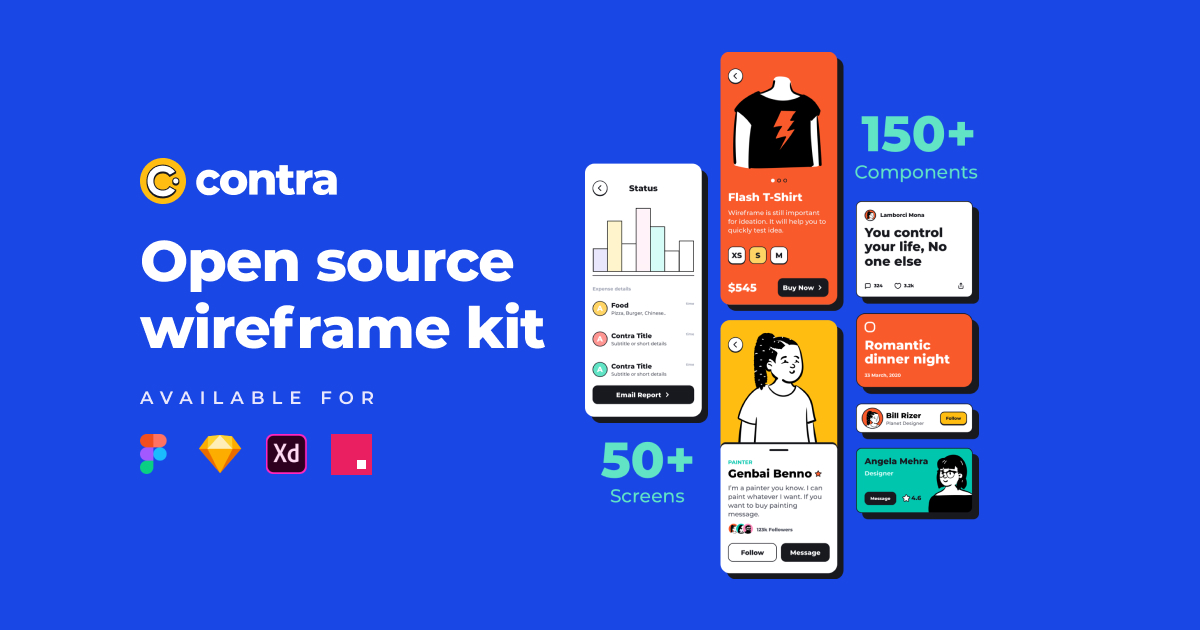 contra
Open source
wireframe kit
AVAILABLE FOR
Xd
Status
Expense details
A
Food
time
Pizza, Burger, Chinese..
A
Contra Title
time
Subtitle or short details
A
Contra Title
time
Subtitle or short details
Email Report
50+
Screens
Flash T-Shirt
Wireframe is still important
for ideation. It will help you to
quickly test idea.
XS
S
M
$545
Buy Now
PAINTER
Genbai Benno
I'm a painter you know. I can
paint whatever I want. If you
want to buy painting
message.
123k Followers
Follow
Message
150+
Components
Lamborci Mona
You control
your life, No
one else
324
3.2k
Romantic
dinner night
23 March, 2020
Bill Rizer
Planet Designer
Follow
Angela Mehra
Designer
Message
4.6